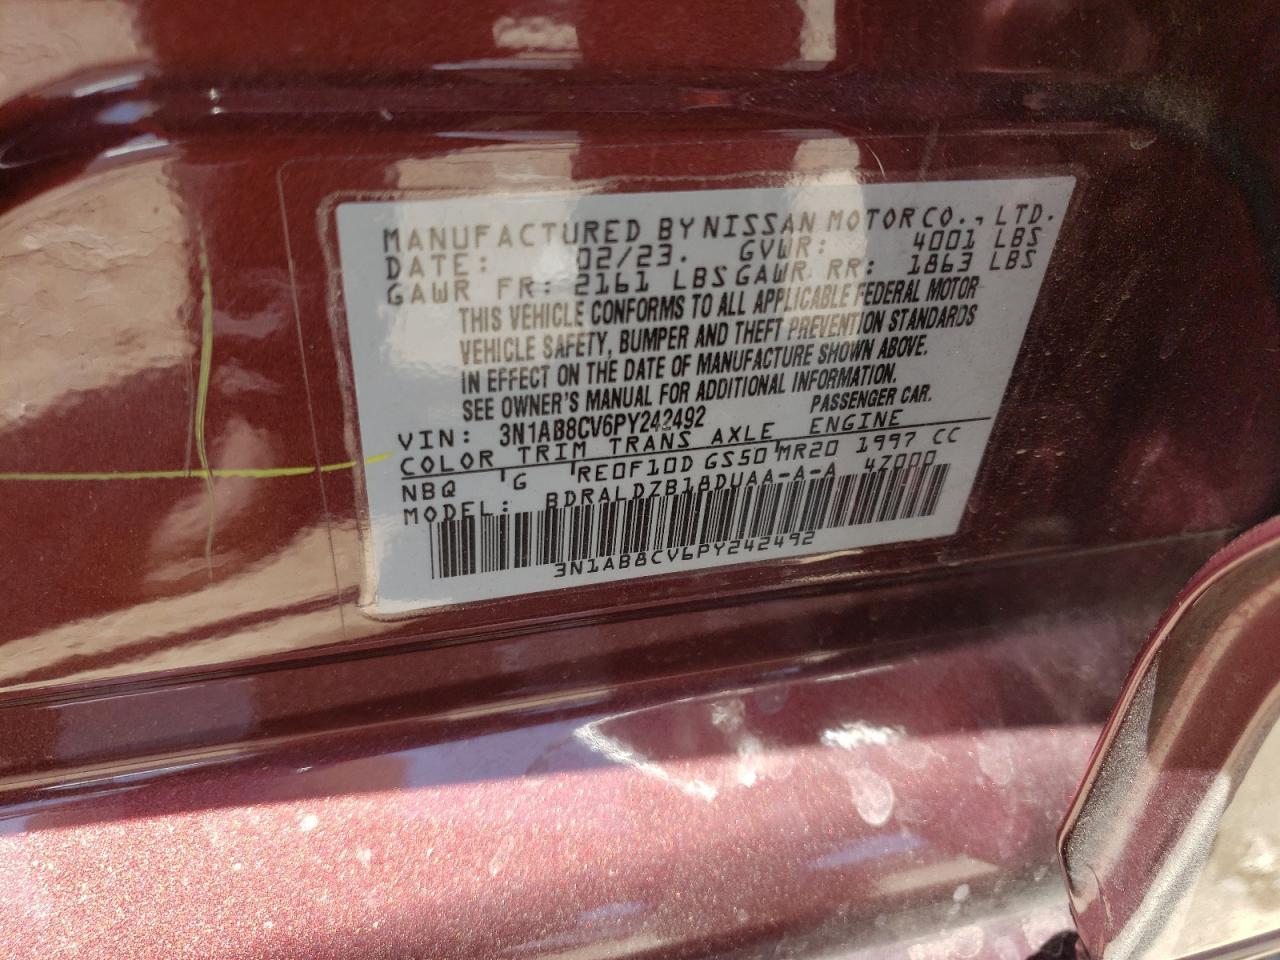 MANUFACTURED BY NISSAN MOTOR CO., LTD.
DATE: 02/23. GVWR: 4001 LBS
GAWR FR: 2161 LBS GAWR RR: 1863 LBS
THIS VEHICLE CONFORMS TO ALL APPLICABLE FEDERAL MOTOR
VEHICLE SAFETY, BUMPER AND THEFT PREVENTION STANDARDS
IN EFFECT ON THE DATE OF MANUFACTURE SHOWN ABOVE.
SEE OWNER'S MANUAL FOR ADDITIONAL INFORMATION.
VIN: 3N1AB8CV6PY242492 PASSENGER CAR.
COLOR TRIM TRANS AXLE ENGINE
NBQ G RE0F10D GS50 MR20 1997 CC
MODEL: BDRALDZB18DUAA-A-A 47000
3N1AB8CV6PY242492